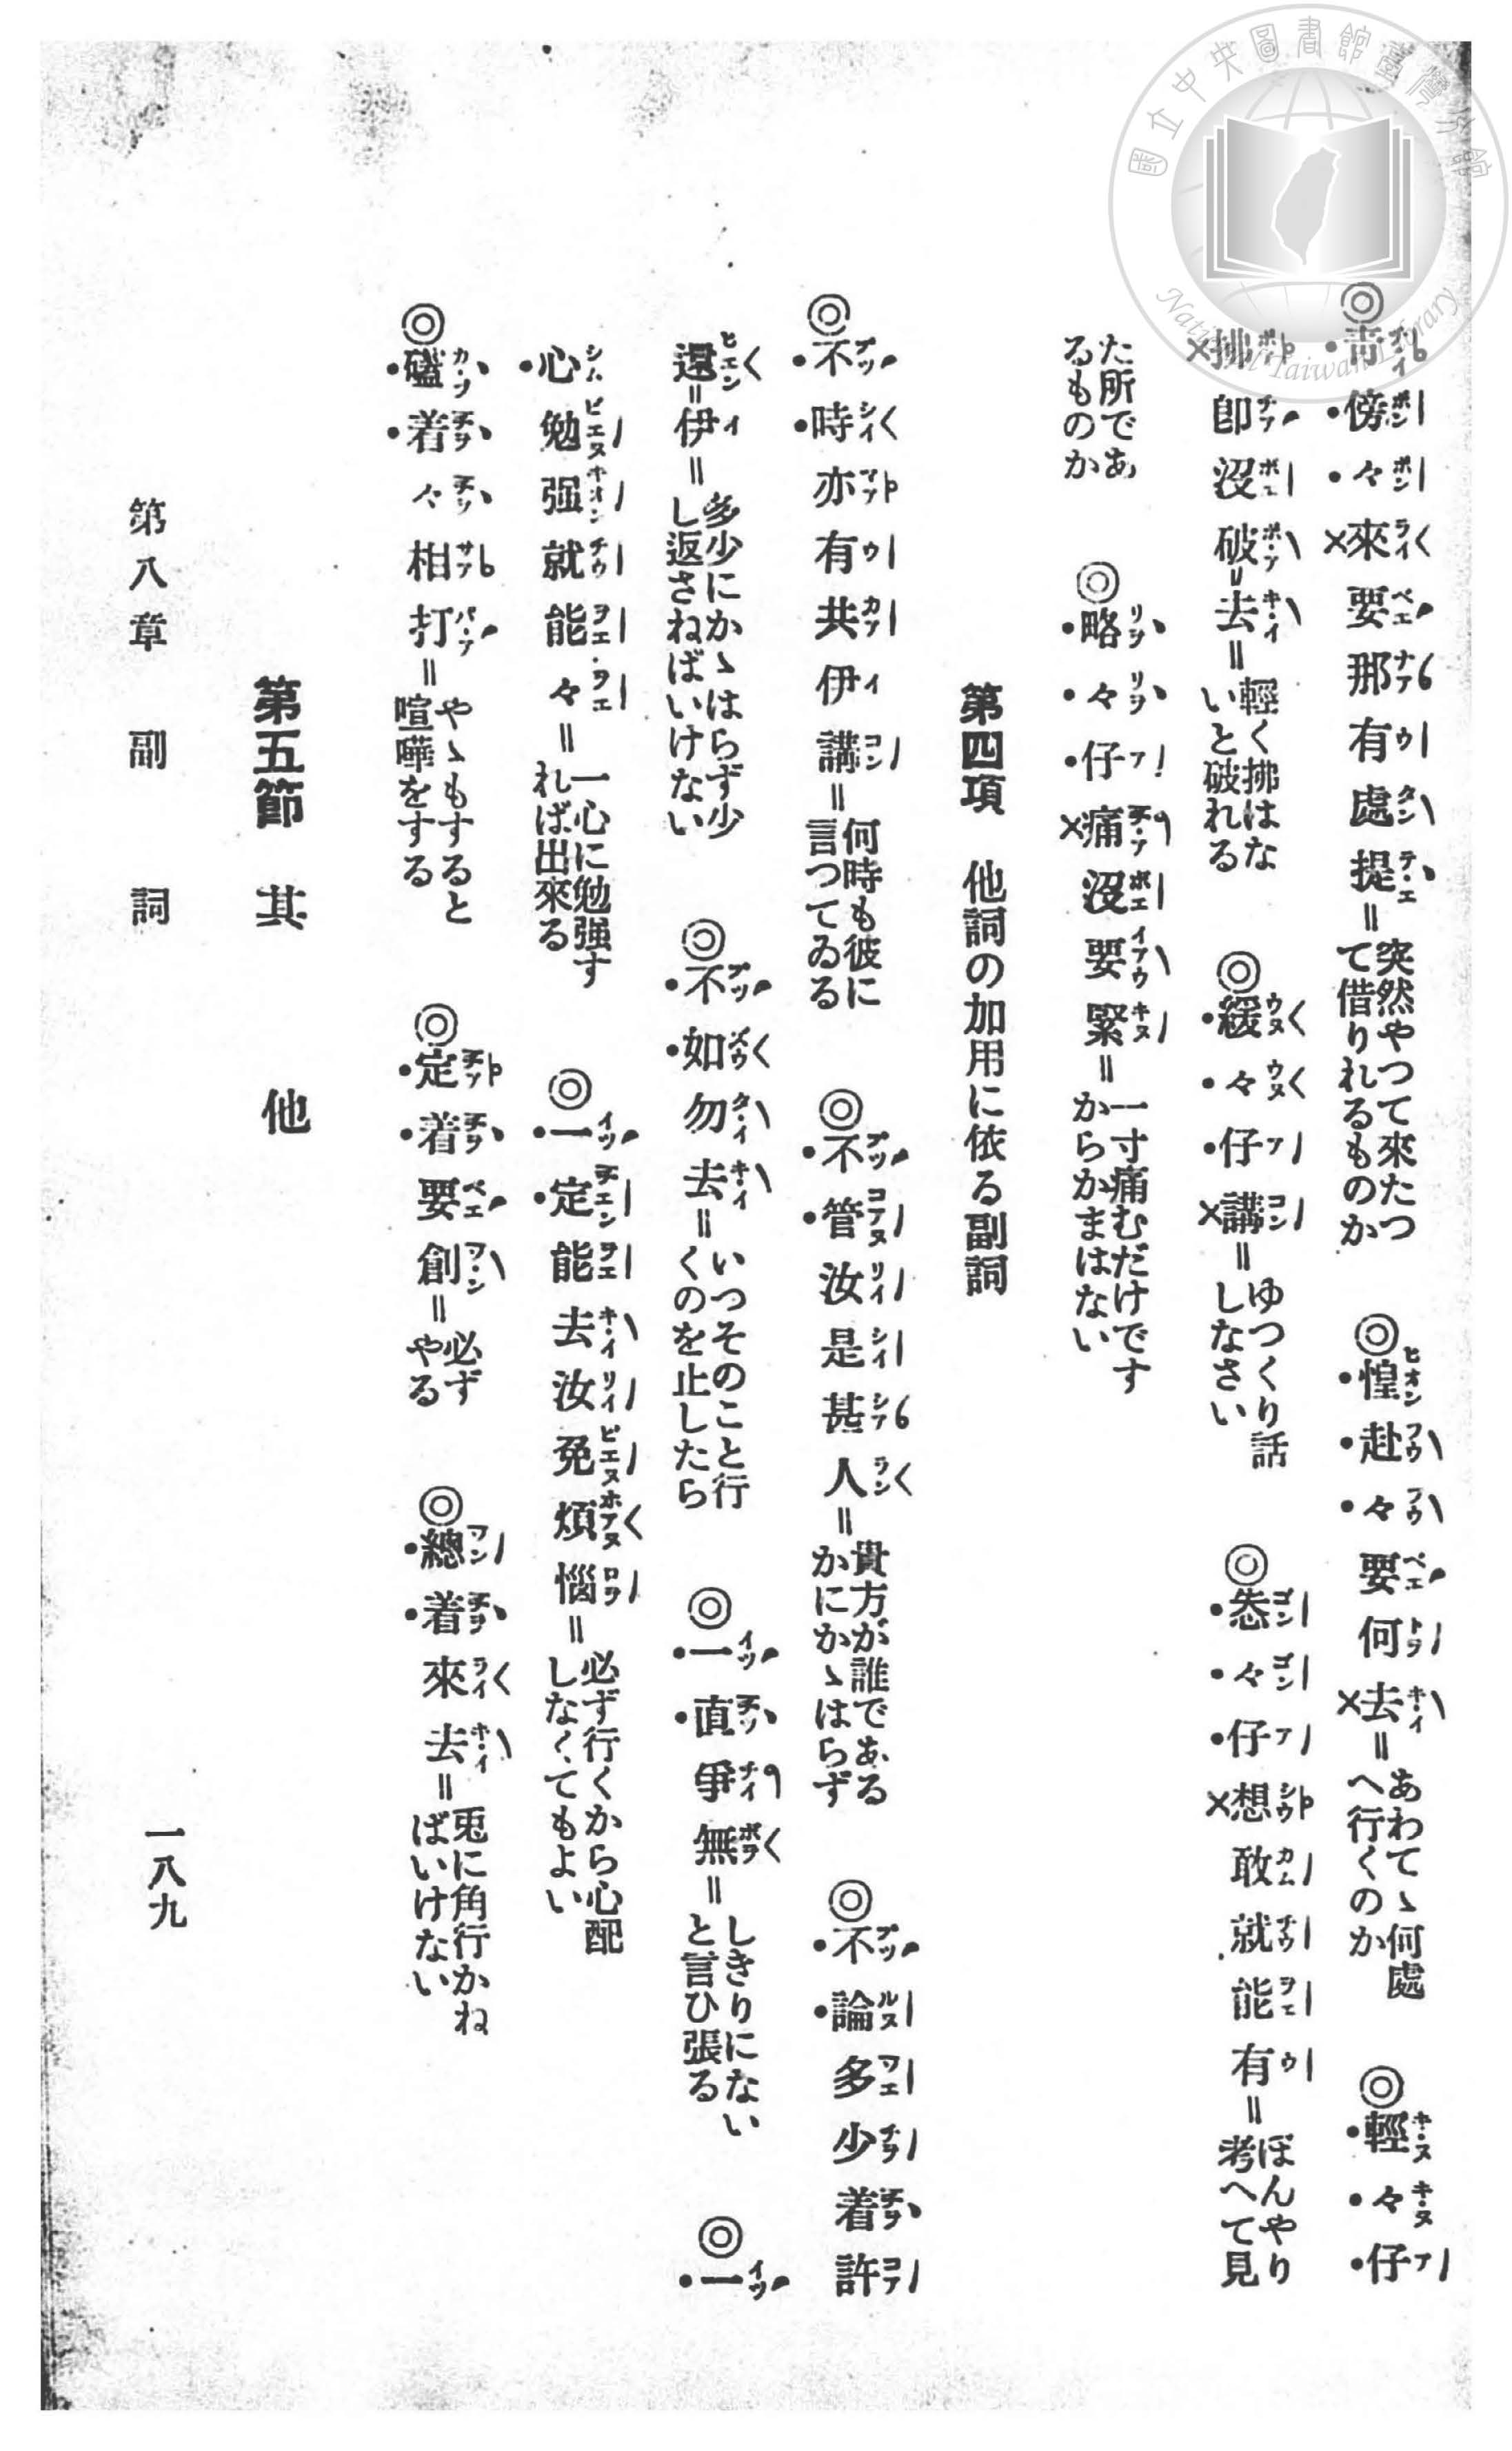 ◎青傍々來要那有處提＝突然やつて來たつて借りれるものか　◎惶赴々要何去＝あわてヽ何處へ行くのか　◎輕々仔
拂卽沒破＝去＝輕く拂はないと破れる　◎緩々仔講＝ゆつくり話しなさい　◎惎々仔想敢就能有＝ぼんやり考へて見
た所であるものか　◎略々仔痛沒要緊＝一寸痛むだけですからかまはない
第四項　他詞の加用に依る副詞
◎不時亦有共伊講＝何時も彼に言つてゐる　◎不管汝是甚人＝貴方が誰であるかにかヽはらず　◎不論多少着許
還＝伊＝多少にかヽはらず少し返さねばいけない　◎不如勿去＝いつそのこと行くのを止したら　◎一直爭無＝しきりにないと言ひ張る　◎一
心勉强就能々＝一心に勉强すれば出來る　◎一定能去汝免煩惱＝必ず行くから心配しなくてもよい
◎磕着々相打＝やヽもすると喧嘩をする　◎定着要創＝必ずやる　◎總着來去＝兎に角行かねばいけない
第五節　其　他
第八章　副　詞
一八九
國立中央圖書館臺灣分館
National Taiwan Library